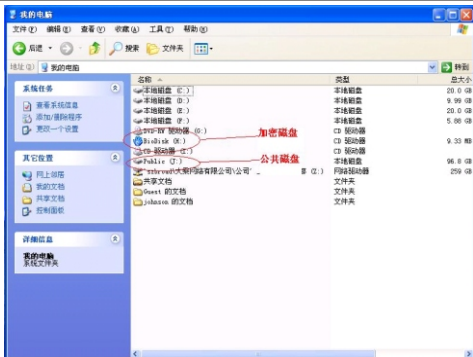 我的电脑
文件(F) 编辑(E) 查看(V) 收藏(A) 工具(T) 帮助(H)
后退 搜索 文件夹
地址(D) 我的电脑 转到
名称 类型 总大小
系统任务
查看系统信息
添加/删除程序
更改一个设置
其它位置
网上邻居
我的文档
共享文档
控制面板
详细信息
我的电脑
系统文件夹
本地磁盘 (C:) 本地磁盘 20.0 GB
本地磁盘 (D:) 本地磁盘 9.99 GB
本地磁盘 (E:) 本地磁盘 20.0 GB
本地磁盘 (F:) 本地磁盘 5.86 GB
DVD-RW 驱动器 (G:) CD 驱动器
BioDisk (H:) CD 驱动器 9.33 MB
CD 驱动器 (I:) CD 驱动器
Public (J:) 本地磁盘 96.8 GB
(Z:) 网络驱动器 259 GB
共享文档 文件夹
Guest 的文档 文件夹
johnson 的文档 文件夹
加密磁盘
公共磁盘